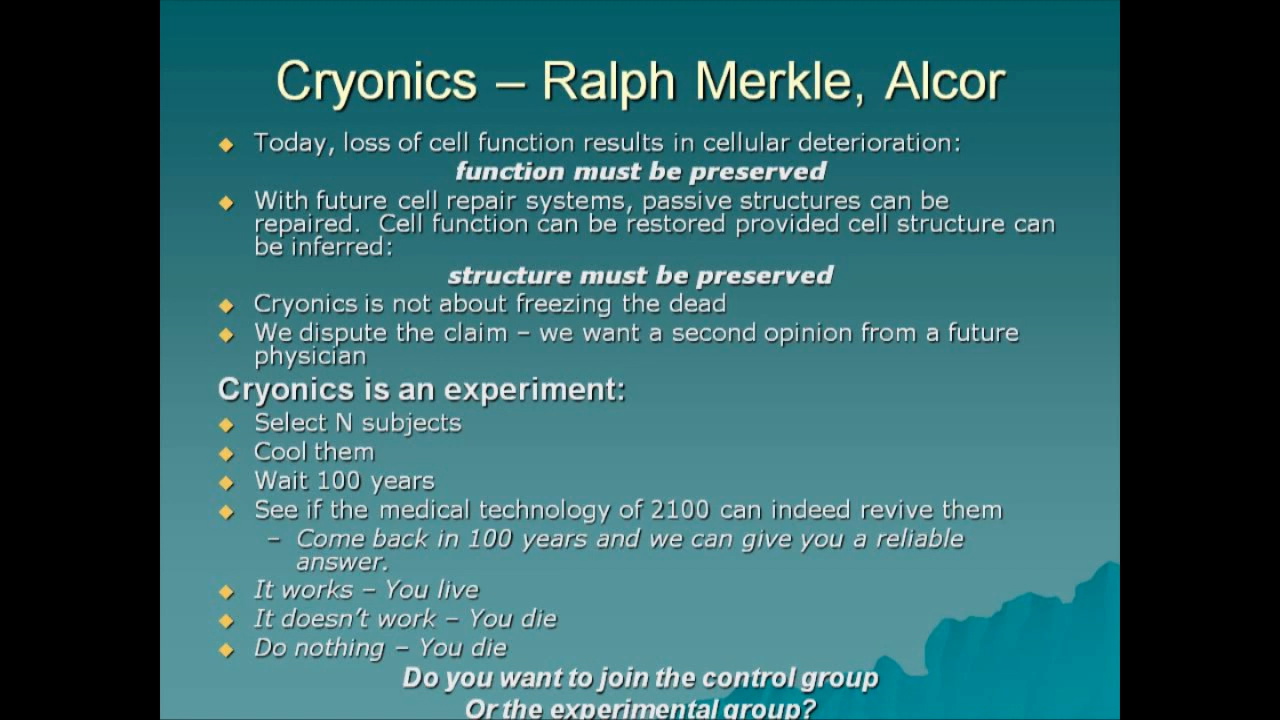 Cryonics – Ralph Merkle, Alcor
Today, loss of cell function results in cellular deterioration:
function must be preserved
With future cell repair systems, passive structures can be
repaired. Cell function can be restored provided cell structure can
be inferred:
structure must be preserved
Cryonics is not about freezing the dead
We dispute the claim – we want a second opinion from a future
physician
Cryonics is an experiment:
Select N subjects
Cool them
Wait 100 years
See if the medical technology of 2100 can indeed revive them
– Come back in 100 years and we can give you a reliable
answer.
It works – You live
It doesn't work – You die
Do nothing – You die
Do you want to join the control group
Or the experimental group?